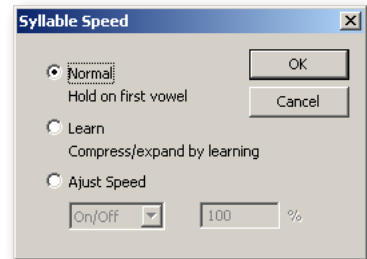 Syllable Speed
Normal
Hold on first vowel
Learn
Compress/expand by learning
Ajust Speed
On/Off 100 %
OK
Cancel